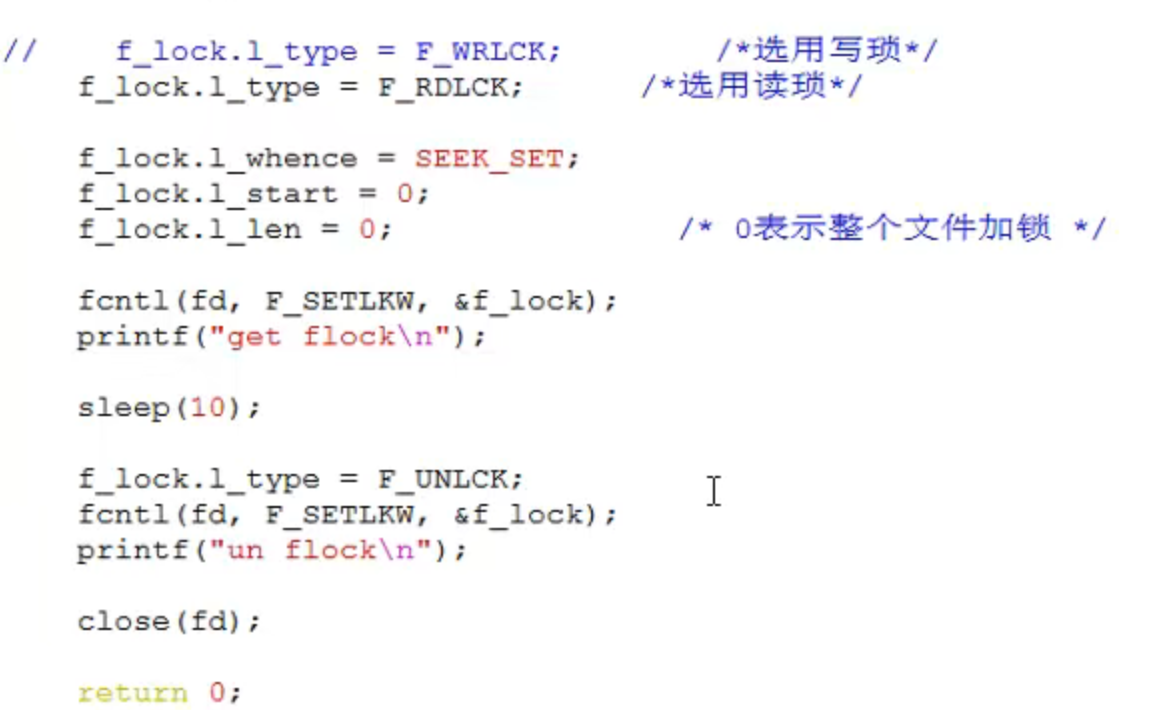 //    f_lock.l_type = F_WRLCK;        /*选用写琐*/
f_lock.l_type = F_RDLCK;      /*选用读琐*/
f_lock.l_whence = SEEK_SET;
f_lock.l_start = 0;
f_lock.l_len = 0;               /* 0表示整个文件加锁 */
fcntl(fd, F_SETLKW, &f_lock);
printf("get flock\n");
sleep(10);
f_lock.l_type = F_UNLCK;
fcntl(fd, F_SETLKW, &f_lock);
printf("un flock\n");
close(fd);
return 0;